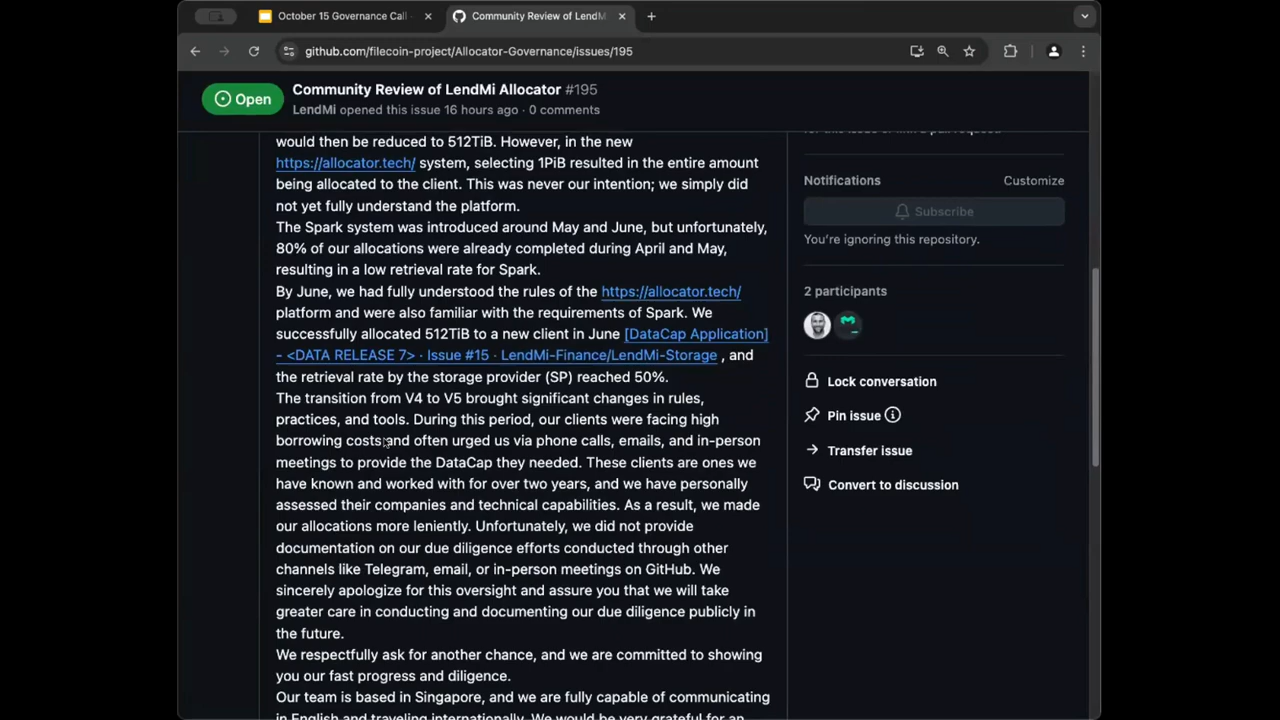 October 15 Governance Call -
Community Review of LendM
github.com/filecoin-project/Allocator-Governance/issues/195
Open
Community Review of LendMi Allocator #195
LendMi opened this issue 16 hours ago · 0 comments
would then be reduced to 512TiB. However, in the new
https://allocator.tech/ system, selecting 1PiB resulted in the entire amount
being allocated to the client. This was never our intention; we simply did
not yet fully understand the platform.
The Spark system was introduced around May and June, but unfortunately,
80% of our allocations were already completed during April and May,
resulting in a low retrieval rate for Spark.
By June, we had fully understood the rules of the https://allocator.tech/
platform and were also familiar with the requirements of Spark. We
successfully allocated 512TiB to a new client in June [DataCap Application]
- <DATA RELEASE 7> · Issue #15 · LendMi-Finance/LendMi-Storage , and
the retrieval rate by the storage provider (SP) reached 50%.
The transition from V4 to V5 brought significant changes in rules,
practices, and tools. During this period, our clients were facing high
borrowing costs and often urged us via phone calls, emails, and in-person
meetings to provide the DataCap they needed. These clients are ones we
have known and worked with for over two years, and we have personally
assessed their companies and technical capabilities. As a result, we made
our allocations more leniently. Unfortunately, we did not provide
documentation on our due diligence efforts conducted through other
channels like Telegram, email, or in-person meetings on GitHub. We
sincerely apologize for this oversight and assure you that we will take
greater care in conducting and documenting our due diligence publicly in
the future.
We respectfully ask for another chance, and we are committed to showing
you our fast progress and diligence.
Our team is based in Singapore, and we are fully capable of communicating
in English and traveling internationally. We would be very grateful for an
Notifications
Customize
Subscribe
You're ignoring this repository.
2 participants
Lock conversation
Pin issue
Transfer issue
Convert to discussion